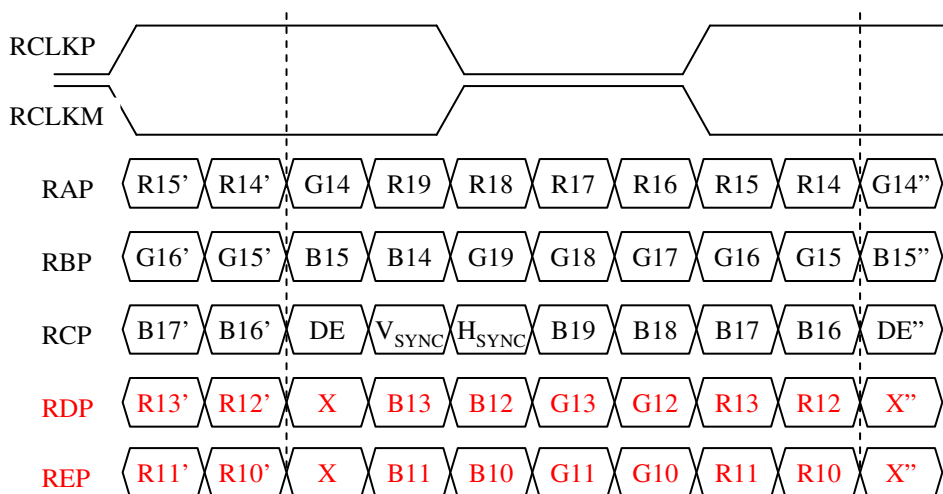 RCLKP
RCLKM
RAP R15’ R14’ G14 R19 R18 R17 R16 R15 R14 G14”
RBP G16’ G15’ B15 B14 G19 G18 G17 G16 G15 B15”
RCP B17’ B16’ DE VSYNC HSYNC B19 B18 B17 B16 DE”
RDP R13’ R12’ X B13 B12 G13 G12 R13 R12 X”
REP R11’ R10’ X B11 B10 G11 G10 R11 R10 X”